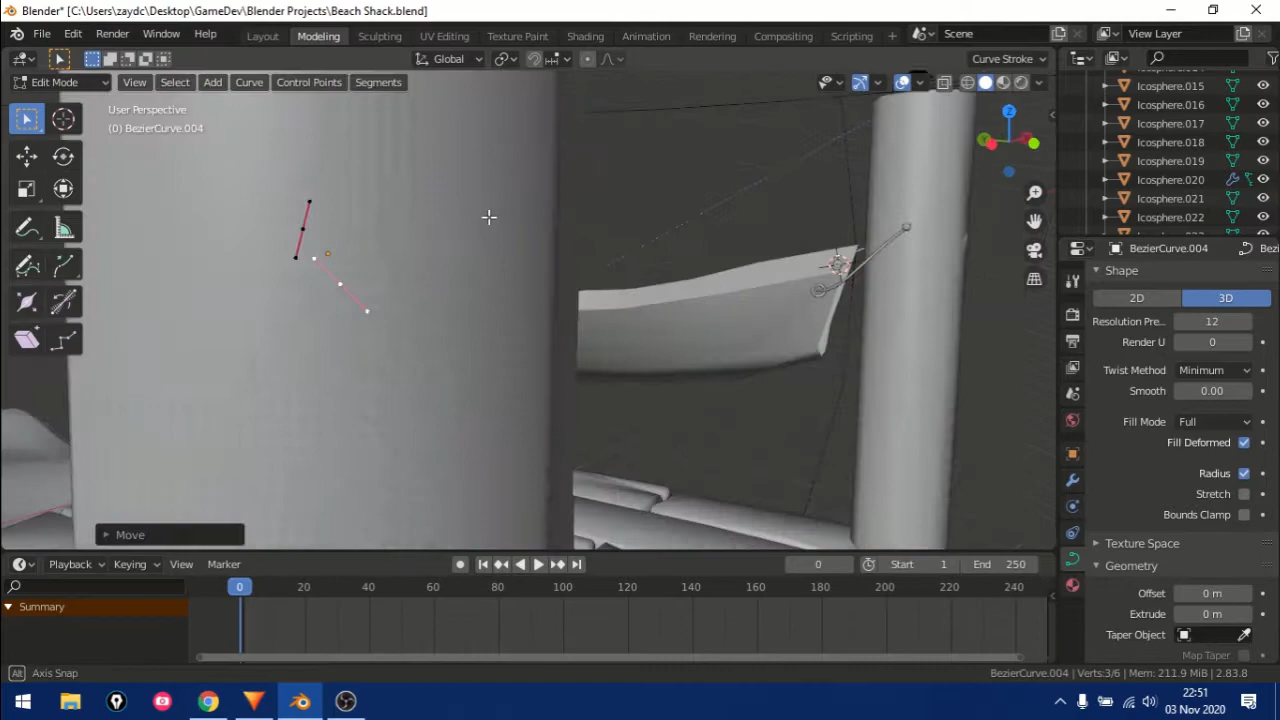 Blender* [C:\Users\zaydc\Desktop\GameDev\Blender Projects\Beach Shack.blend]
File Edit Render Window Help Layout Modeling Sculpting UV Editing Texture Paint Shading Animation Rendering Compositing Scripting Scene View Layer
Global Curve Stroke
Edit Mode View Select Add Curve Control Points Segments
User Perspective
(0) BezierCurve.004
Z
Icosphere.015
Icosphere.016
Icosphere.017
Icosphere.018
Icosphere.019
Icosphere.020
Icosphere.021
Icosphere.022
BezierCurve.004 Bezi
Shape
2D 3D
Resolution Pre... 12
Render U 0
Twist Method Minimum
Smooth 0.00
Fill Mode Full
Fill Deformed
Radius
Stretch
Bounds Clamp
Texture Space
Geometry
Offset 0 m
Extrude 0 m
Taper Object
Map Taper
Move
Playback Keying View Marker 0 Start 1 End 250
0 20 40 60 80 100 120 140 160 180 200 220 240
Summary
Alt Axis Snap BezierCurve.004 | Verts:3/6 | Mem: 211.9 MiB | 2.83.8
22:51
03 Nov 2020